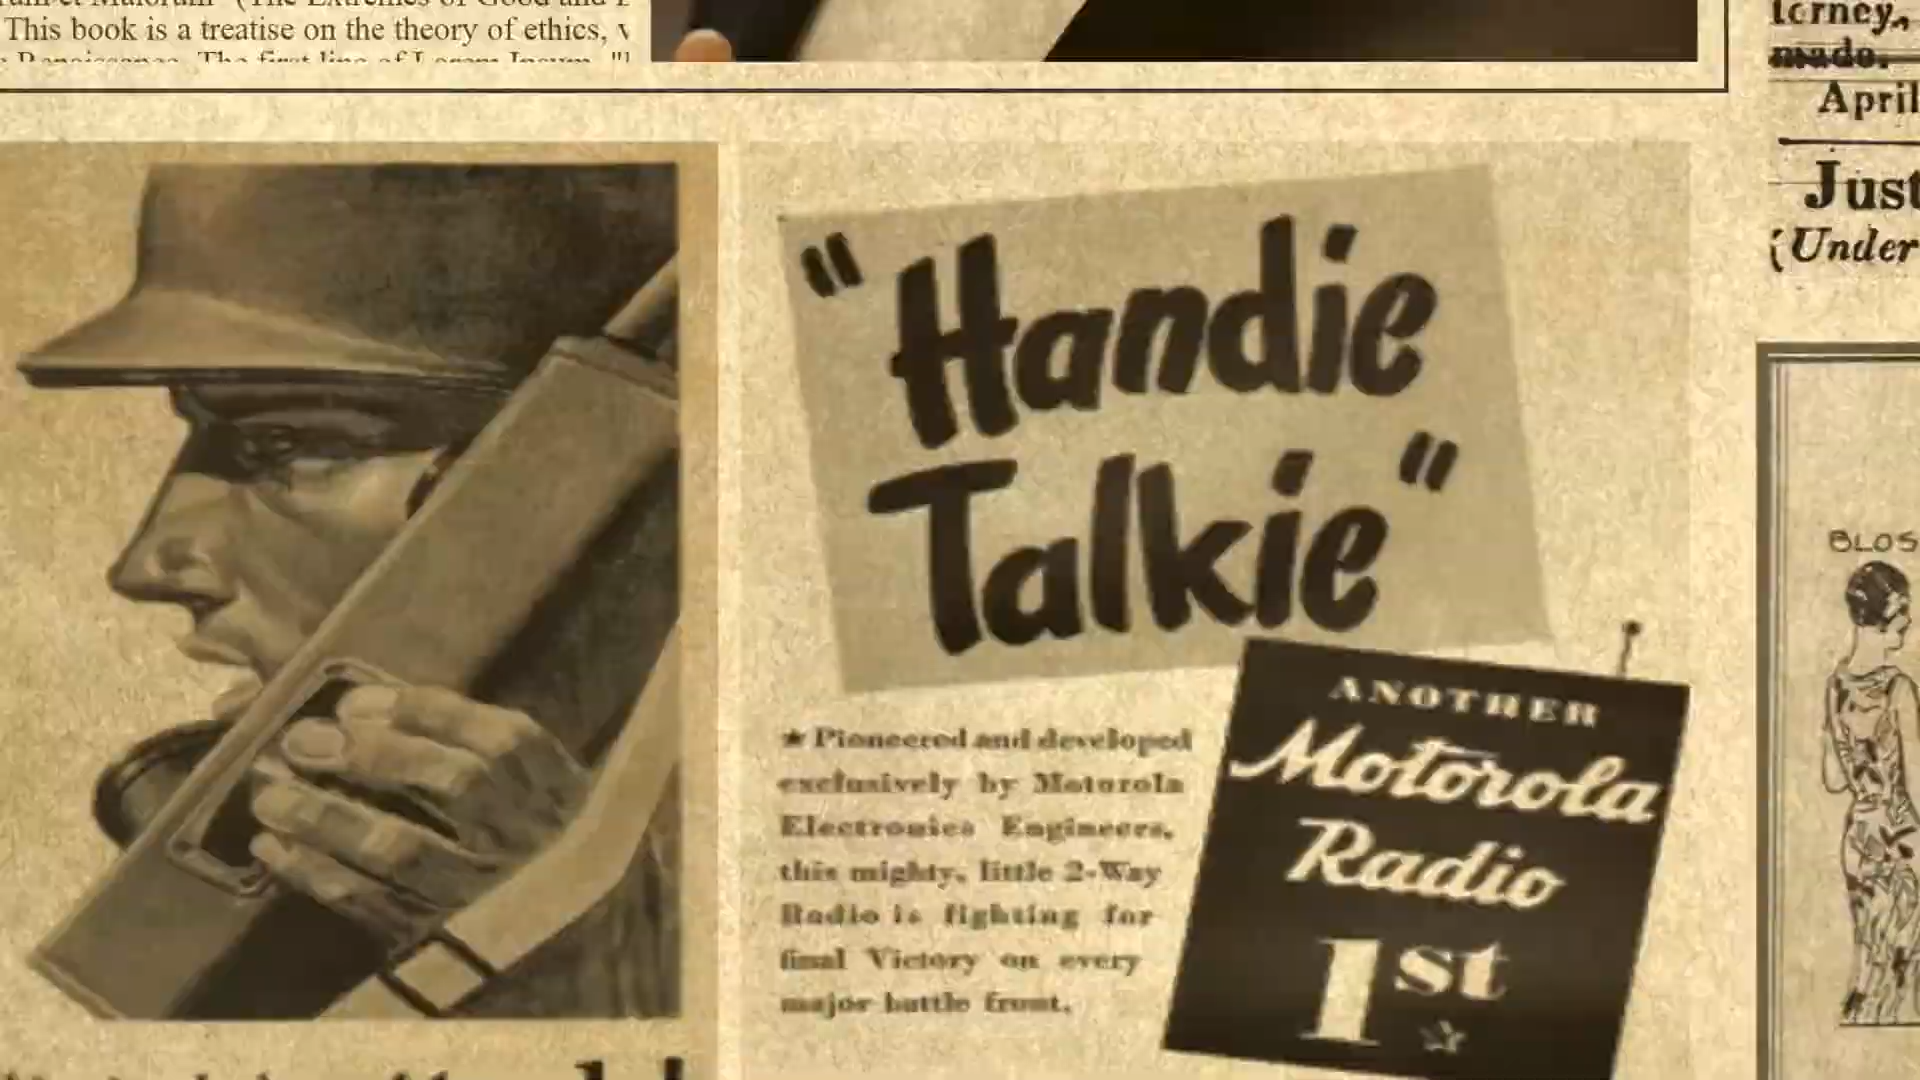 This book is a treatise on the theory of ethics,
torney,
made.
April
Just
(Under
"Handie
Talkie"
★ Pioneered and developed
exclusively by Motorola
Electronics Engineers,
this mighty, little 2-Way
Radio is fighting for
final Victory on every
major battle front.
ANOTHER
Motorola
Radio
1st
BLOS